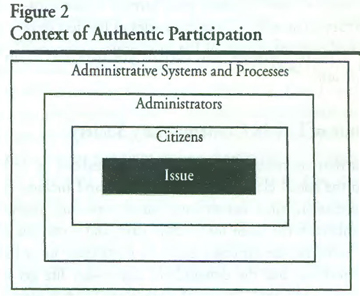 Figure 2
Context of Authentic Participation
Administrative Systems and Processes
Administrators
Citizens
Issue